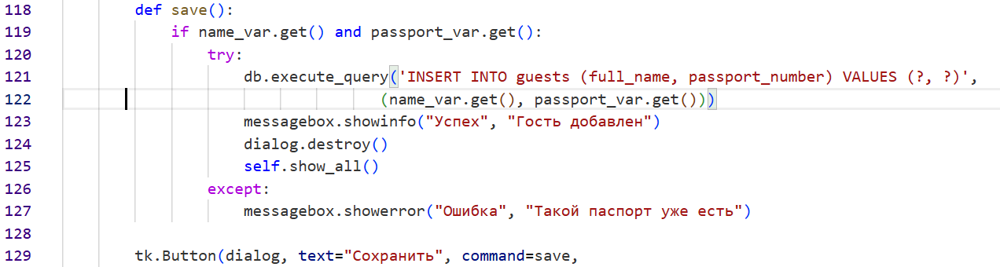 118 def save():
119 if name_var.get() and passport_var.get():
120 try:
121 db.execute_query('INSERT INTO guests (full_name, passport_number) VALUES (?, ?)',
122 (name_var.get(), passport_var.get()))
123 messagebox.showinfo("Успех", "Гость добавлен")
124 dialog.destroy()
125 self.show_all()
126 except:
127 messagebox.showerror("Ошибка", "Такой паспорт уже есть")
128
129 tk.Button(dialog, text="Сохранить", command=save,